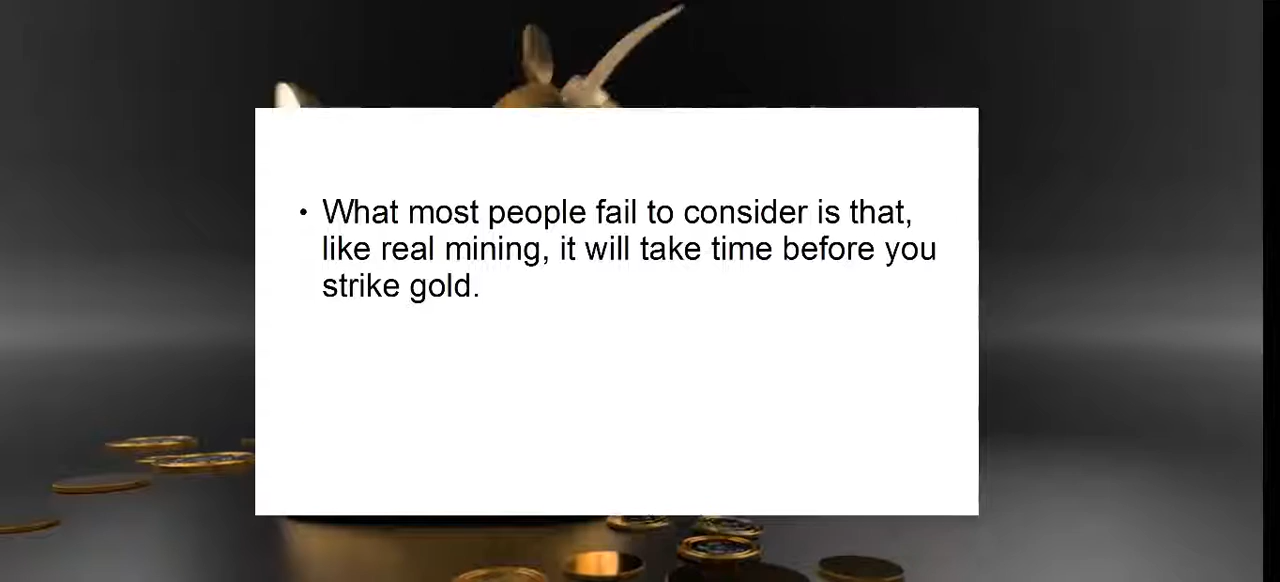 • What most people fail to consider is that,
like real mining, it will take time before you
strike gold.